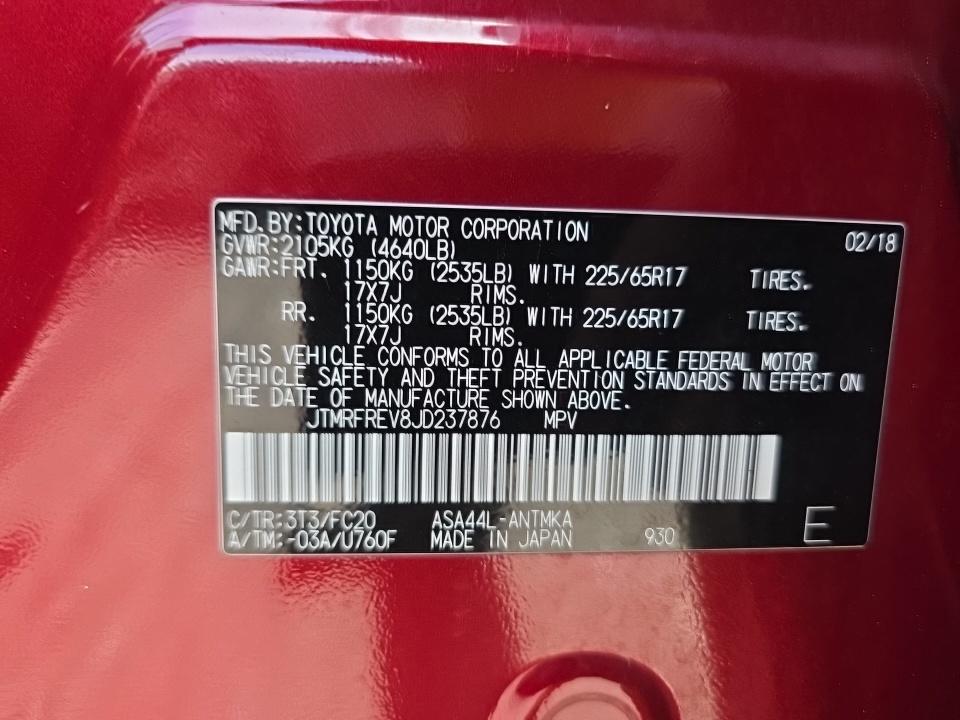 MFD.BY:TOYOTA MOTOR CORPORATION 02/18
GVWR:2105KG (4640LB)
GAWR:FRT. 1150KG (2535LB) WITH 225/65R17 TIRES.
17X7J RIMS.
RR. 1150KG (2535LB) WITH 225/65R17 TIRES.
17X7J RIMS.
THIS VEHICLE CONFORMS TO ALL APPLICABLE FEDERAL MOTOR
VEHICLE SAFETY AND THEFT PREVENTION STANDARDS IN EFFECT ON
THE DATE OF MANUFACTURE SHOWN ABOVE.
JTMRFREV8JD237876 MPV
C/TR:3T3/FC20 ASA44L-ANTMKA
A/TM:-03A/U760F MADE IN JAPAN 930 E